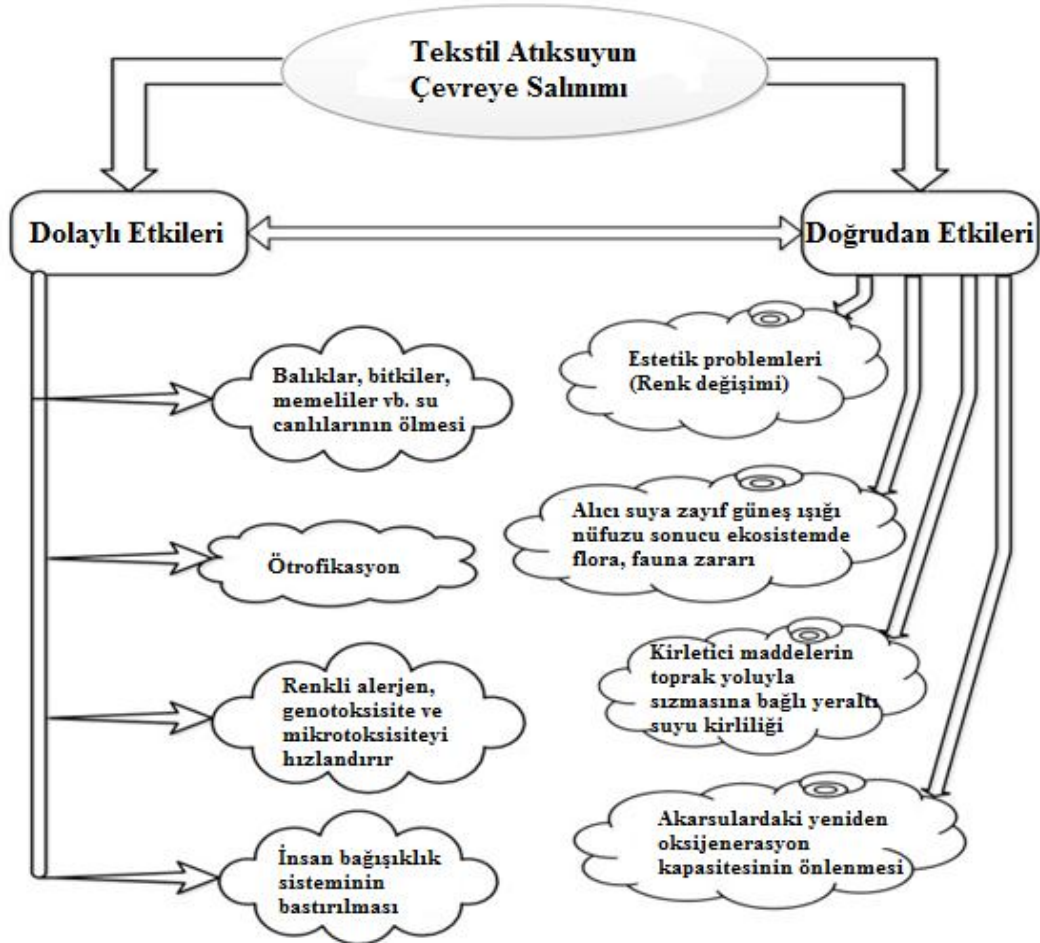 Tekstil Atıksuyun
Çevreye Salınımı
Dolaylı Etkileri
Doğrudan Etkileri
Balıklar, bitkiler,
memeliler vb. su
canlılarının ölmesi
Ötrofikasyon
Renkli alerjen,
genotoksisite ve
mikrotoksisiteyi
hızlandırır
İnsan bağışıklık
sisteminin
bastırılması
Estetik problemleri
(Renk değişimi)
Alıcı suya zayıf güneş ışığı
nüfuzu sonucu ekosistemde
flora, fauna zararı
Kirletici maddelerin
toprak yoluyla
sızmasına bağlı yeraltı
suyu kirliliği
Akarsulardaki yeniden
oksijenerasyon
kapasitesinin önlenmesi